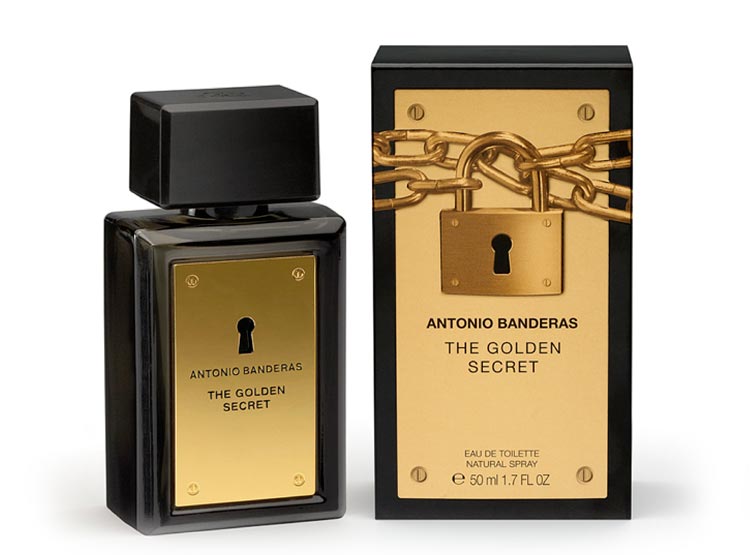 ANTONIO BANDERAS
THE GOLDEN
SECRET
ANTONIO BANDERAS
THE GOLDEN
SECRET
EAU DE TOILETTE
NATURAL SPRAY
℮ 50 ml 1.7 FL OZ